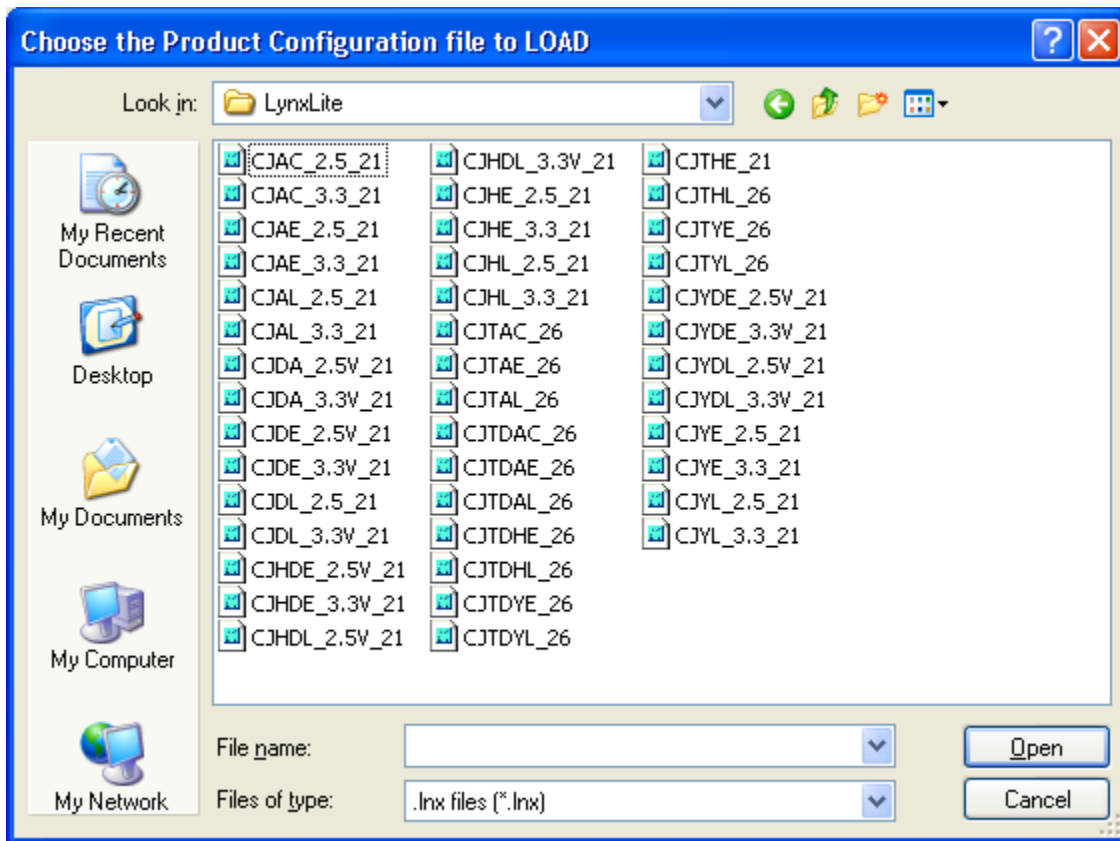 Choose the Product Configuration file to LOAD
Look in: LynxLite
My Recent
Documents
Desktop
My Documents
My Computer
My Network
CJAC_2.5_21
CJAC_3.3_21
CJAE_2.5_21
CJAE_3.3_21
CJAL_2.5_21
CJAL_3.3_21
CJDA_2.5V_21
CJDA_3.3V_21
CJDE_2.5V_21
CJDE_3.3V_21
CJDL_2.5_21
CJDL_3.3V_21
CJHDE_2.5V_21
CJHDE_3.3V_21
CJHDL_2.5V_21
CJHDL_3.3V_21
CJHE_2.5_21
CJHE_3.3_21
CJHL_2.5_21
CJHL_3.3_21
CJTAC_26
CJTAE_26
CJTAL_26
CJTDAC_26
CJTDAE_26
CJTDAL_26
CJTDHE_26
CJTDHL_26
CJTDYE_26
CJTDYL_26
CJTHE_21
CJTHL_26
CJTYE_26
CJTYL_26
CJYDE_2.5V_21
CJYDE_3.3V_21
CJYDL_2.5V_21
CJYDL_3.3V_21
CJYE_2.5_21
CJYE_3.3_21
CJYL_2.5_21
CJYL_3.3_21
File name:
Open
Files of type: .lnx files (*.lnx)
Cancel